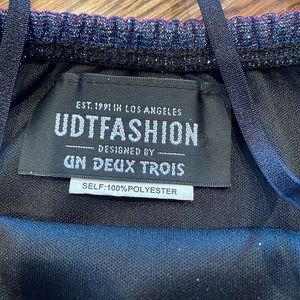 EST. 1991 IN LOS ANGELES
UDTFASHION
DESIGNED BY
UN DEUX TROIS
SELF:100%POLYESTER